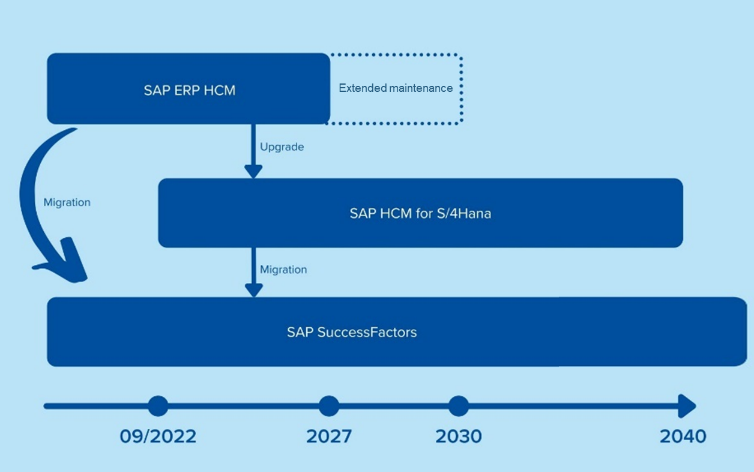 SAP ERP HCM
Extended maintenance
Upgrade
Migration
SAP HCM for S/4Hana
Migration
SAP SuccessFactors
09/2022
2027
2030
2040